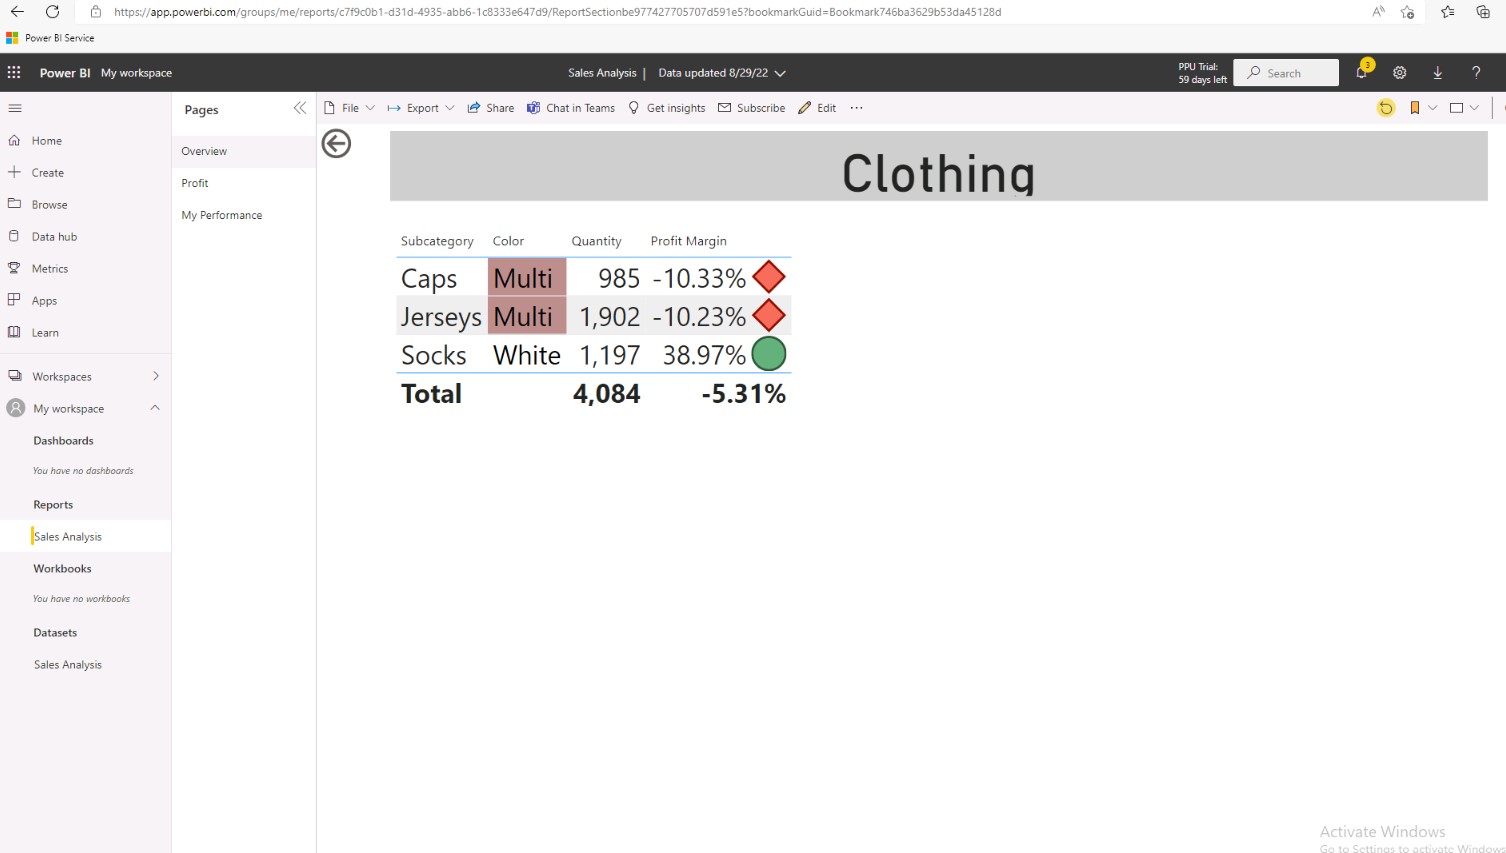 https://app.powerbi.com/groups/me/reports/c7f9c0b1-d31d-4935-abb6-1c8333e647d9/ReportSectionbe977427705707d591e5?bookmarkGuid=Bookmark746ba3629b53da45128d
Power BI Service
Power BI My workspace Sales Analysis | Data updated 8/29/22 PPU Trial: 59 days left Search 3 ?
Pages File Export Share Chat in Teams Get insights Subscribe Edit ...
Home
Create
Browse
Data hub
Metrics
Apps
Learn
Workspaces
My workspace
Dashboards
You have no dashboards
Reports
Sales Analysis
Workbooks
You have no workbooks
Datasets
Sales Analysis
Overview
Profit
My Performance
Clothing
Subcategory Color Quantity Profit Margin
Caps Multi 985 -10.33%
Jerseys Multi 1,902 -10.23%
Socks White 1,197 38.97%
Total 4,084 -5.31%
Activate Windows
Go to Settings to activate Windows